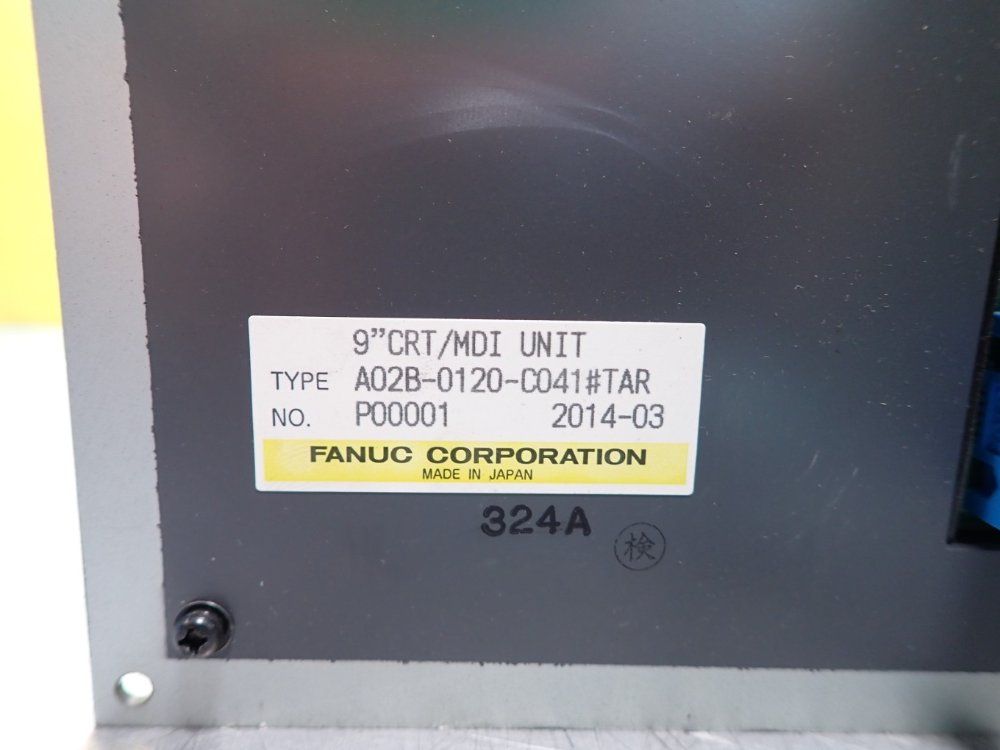 9”CRT/MDI UNIT
TYPE A02B-0120-C041#TAR
NO. P00001 2014-03
FANUC CORPORATION
MADE IN JAPAN
324A
検